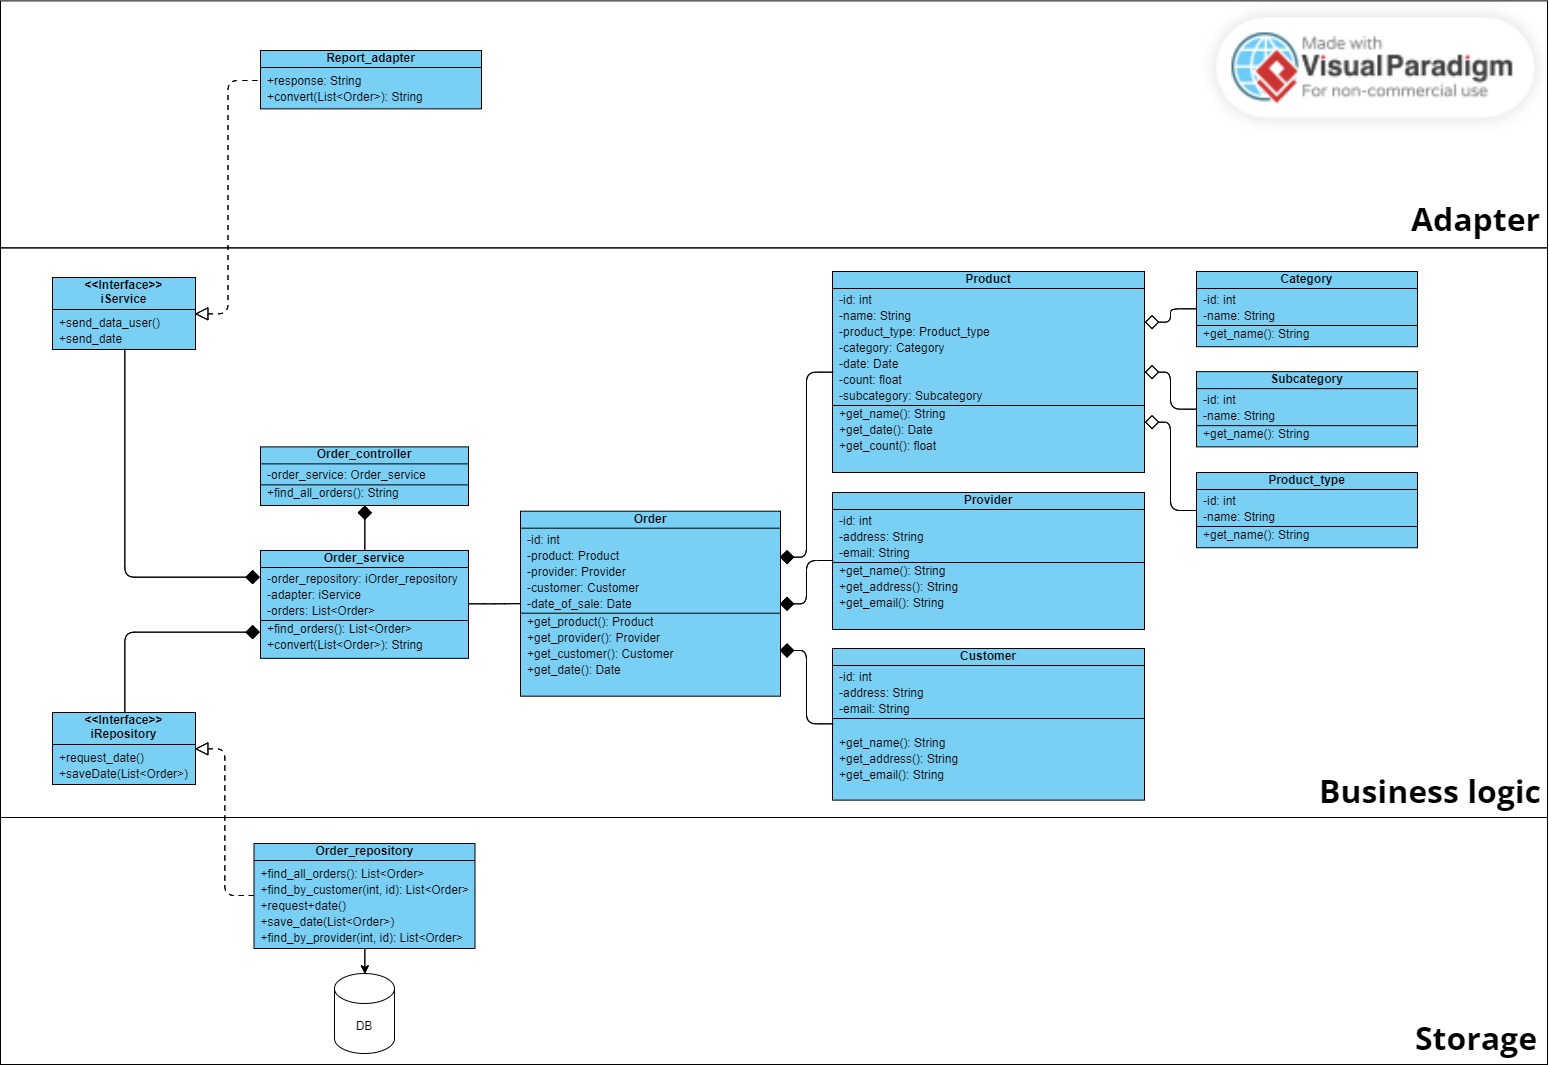 Report_adapter
+response: String
+convert(List<Order>): String
Made with
VisualParadigm
For non-commercial use
Adapter
<<Interface>>
iService
+send_data_user()
+send_date
Order_controller
-order_service: Order_service
+find_all_orders(): String
Order_service
-order_repository: iOrder_repository
-adapter: iService
-orders: List<Order>
+find_orders(): List<Order>
+convert(List<Order>): String
<<Interface>>
iRepository
+request_date()
+saveDate(List<Order>)
Order
-id: int
-product: Product
-provider: Provider
-customer: Customer
-date_of_sale: Date
+get_product(): Product
+get_provider(): Provider
+get_customer(): Customer
+get_date(): Date
Product
-id: int
-name: String
-product_type: Product_type
-category: Category
-date: Date
-count: float
-subcategory: Subcategory
+get_name(): String
+get_date(): Date
+get_count(): float
Provider
-id: int
-address: String
-email: String
+get_name(): String
+get_address(): String
+get_email(): String
Customer
-id: int
-address: String
-email: String
+get_name(): String
+get_address(): String
+get_email(): String
Category
-id: int
-name: String
+get_name(): String
Subcategory
-id: int
-name: String
+get_name(): String
Product_type
-id: int
-name: String
+get_name(): String
Business logic
Order_repository
+find_all_orders(): List<Order>
+find_by_customer(int, id): List<Order>
+request+date()
+save_date(List<Order>)
+find_by_provider(int, id): List<Order>
DB
Storage